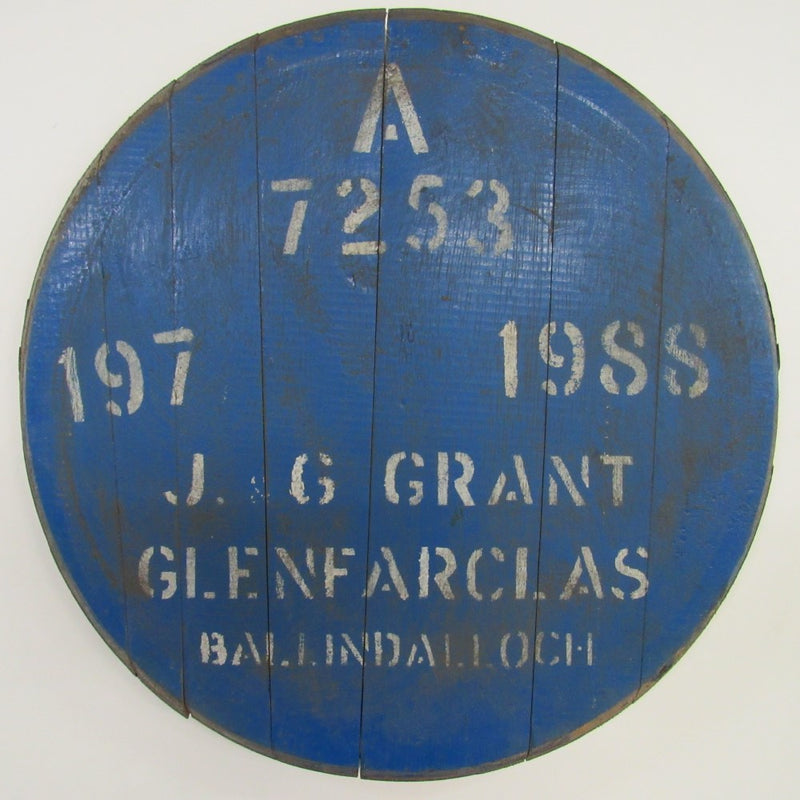 A
7253
197 1988
J. & G GRANT
GLENFARCLAS
BALLINDALLOCH